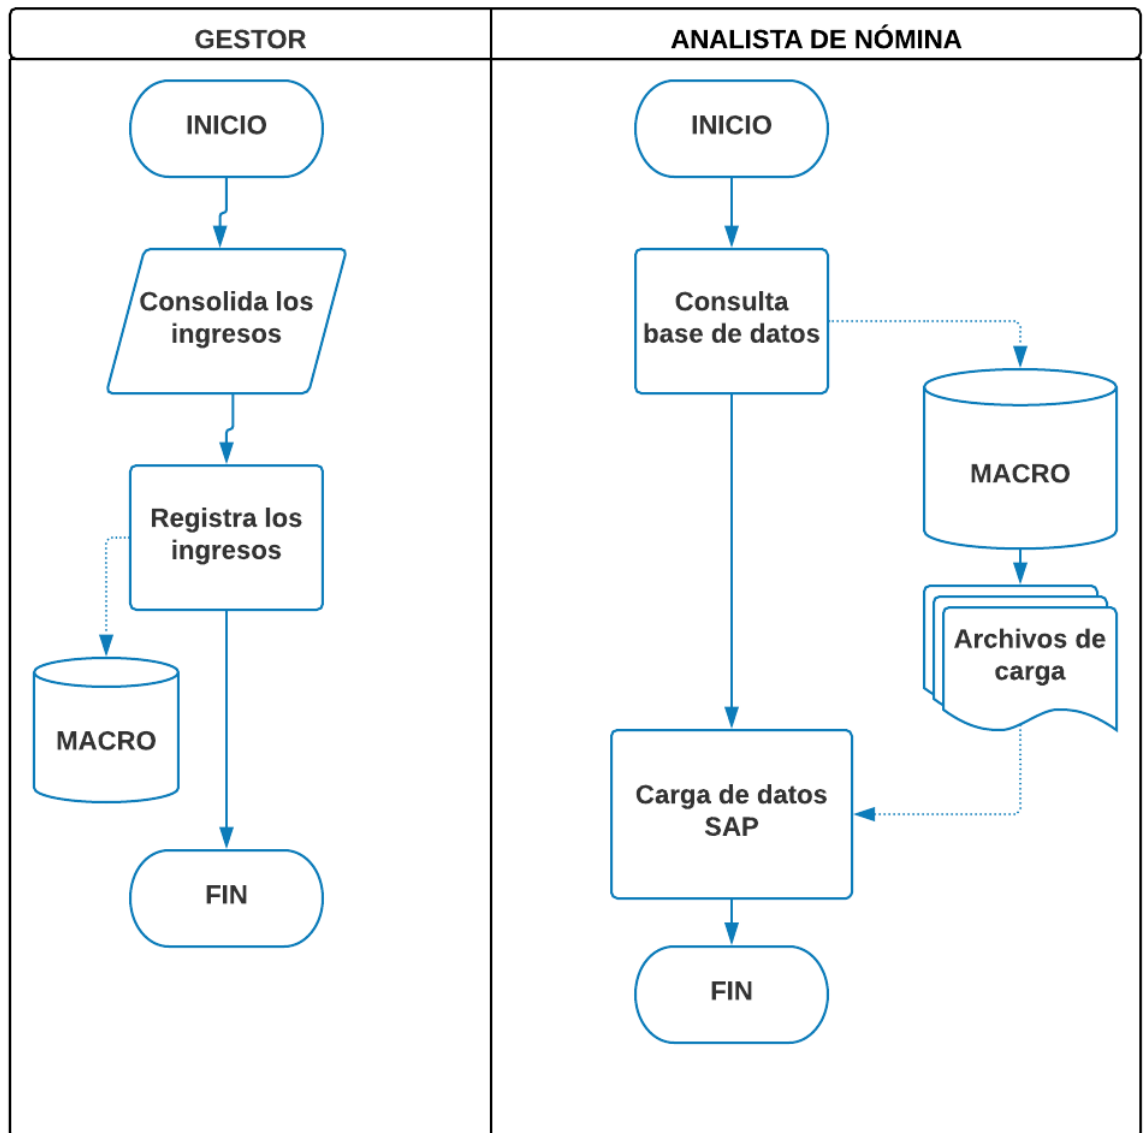 GESTOR
ANALISTA DE NÓMINA
INICIO
Consolida los
ingresos
Registra los
ingresos
MACRO
FIN
INICIO
Consulta
base de datos
MACRO
Archivos de
carga
Carga de datos
SAP
FIN